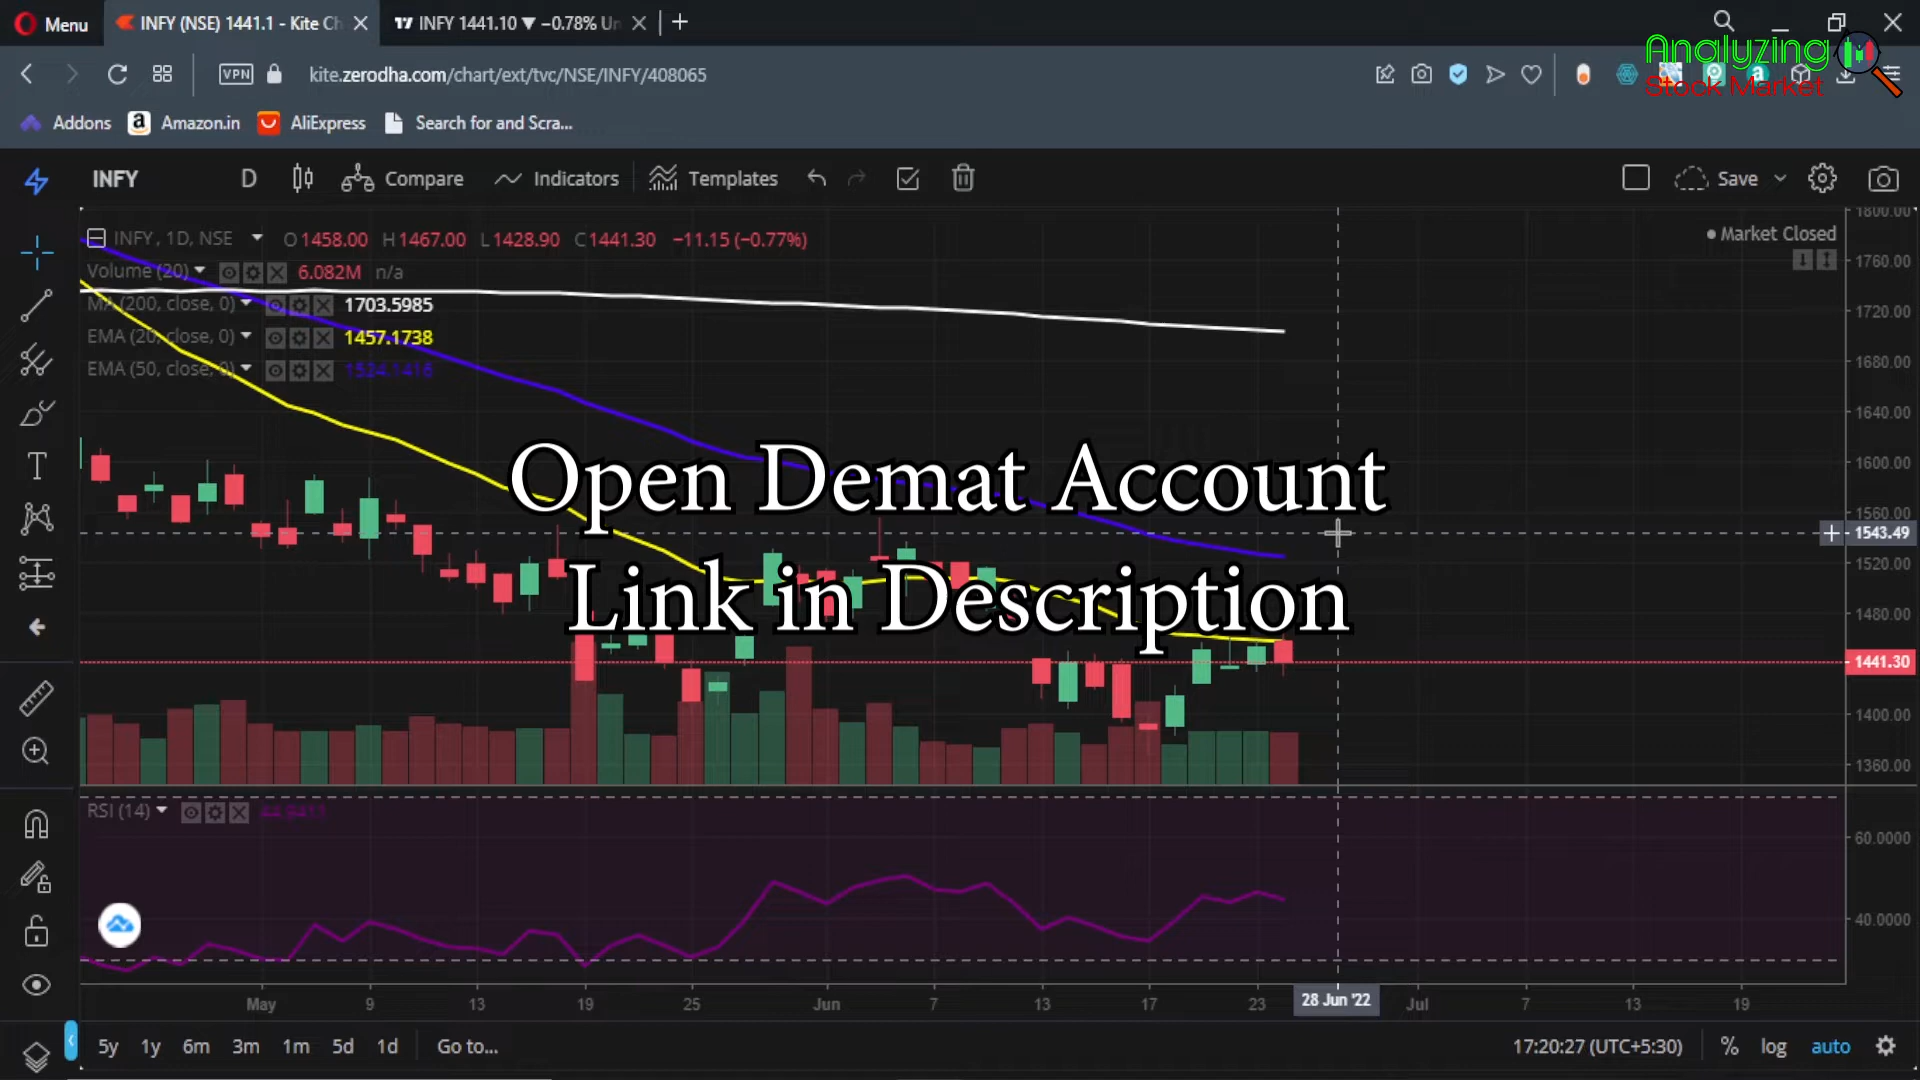 Menu
INFY (NSE) 1441.1 - Kite Ch
INFY 1441.10 ▼ −0.78% Un
Analyzing
Stock Market
VPN
kite.zerodha.com/chart/ext/tvc/NSE/INFY/408065
Addons
Amazon.in
AliExpress
Search for and Scra...
INFY
D
Compare
Indicators
Templates
Save
INFY, 1D, NSE
O1458.00 H1467.00 L1428.90 C1441.30 −11.15 (−0.77%)
Market Closed
Volume (20)
6.082M n/a
MA (200, close, 0)
1703.5985
EMA (20, close, 0)
1457.1738
EMA (50, close, 0)
1800.00
1760.00
1720.00
1680.00
1640.00
1600.00
1560.00
1543.49
1520.00
1480.00
1441.30
1400.00
1360.00
Open Demat Account
Link in Description
RSI (14)
60.0000
40.0000
May 9 13 19 25 Jun 7 13 17 23 28 Jun '22 Jul 7 13 19
5y 1y 6m 3m 1m 5d 1d Go to...
17:20:27 (UTC+5:30) % log auto